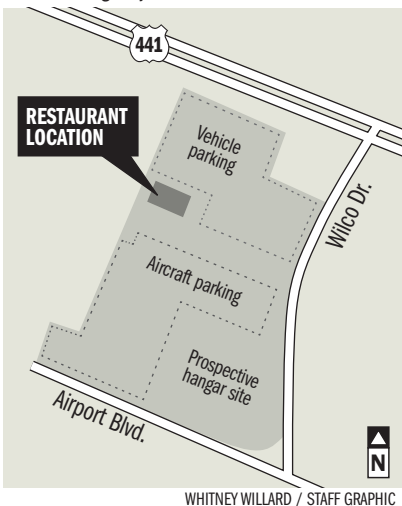 441
RESTAURANT
LOCATION
Vehicle
parking
Wilco Dr.
Aircraft parking
Prospective
hangar site
Airport Blvd.
N
WHITNEY WILLARD / STAFF GRAPHIC